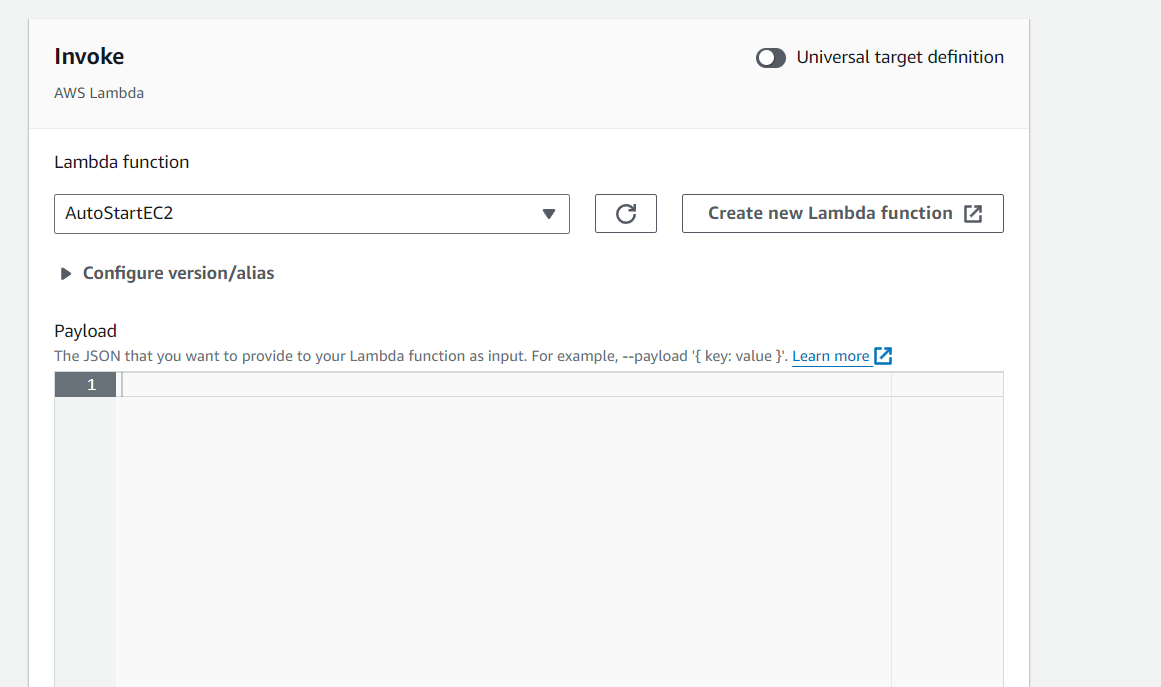 Invoke
Universal target definition
AWS Lambda
Lambda function
AutoStartEC2
Create new Lambda function
Configure version/alias
Payload
The JSON that you want to provide to your Lambda function as input. For example, --payload '{ key: value }'. Learn more
1